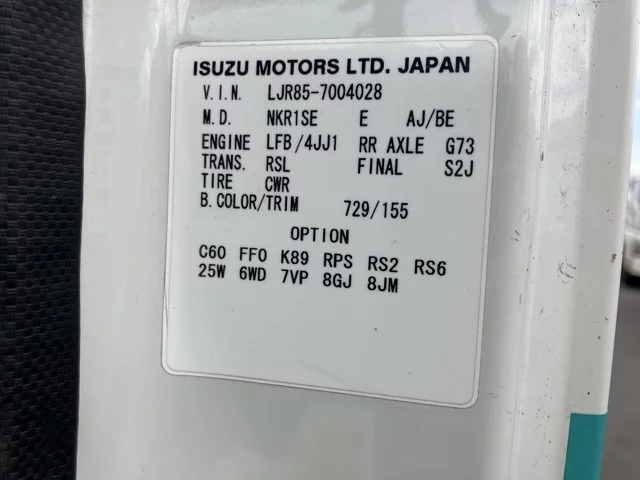 ISUZU MOTORS LTD. JAPAN
V.I.N. LJR85-7004028
M.D. NKR1SE E AJ/BE
ENGINE LFB/4JJ1 RR AXLE G73
TRANS. RSL FINAL S2J
TIRE CWR
B.COLOR/TRIM 729/155
OPTION
C60 FF0 K89 RPS RS2 RS6
25W 6WD 7VP 8GJ 8JM